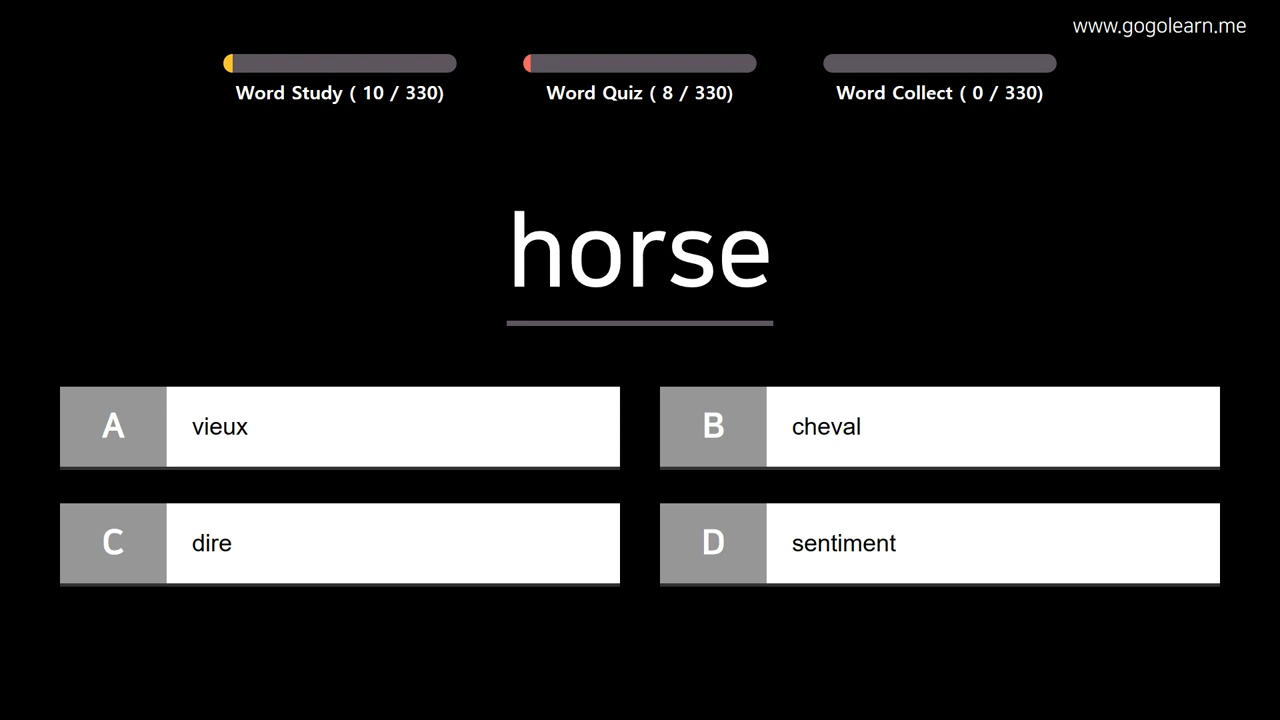 www.gogolearn.me
Word Study ( 10 / 330)
Word Quiz ( 8 / 330)
Word Collect ( 0 / 330)
horse
A vieux
B cheval
C dire
D sentiment